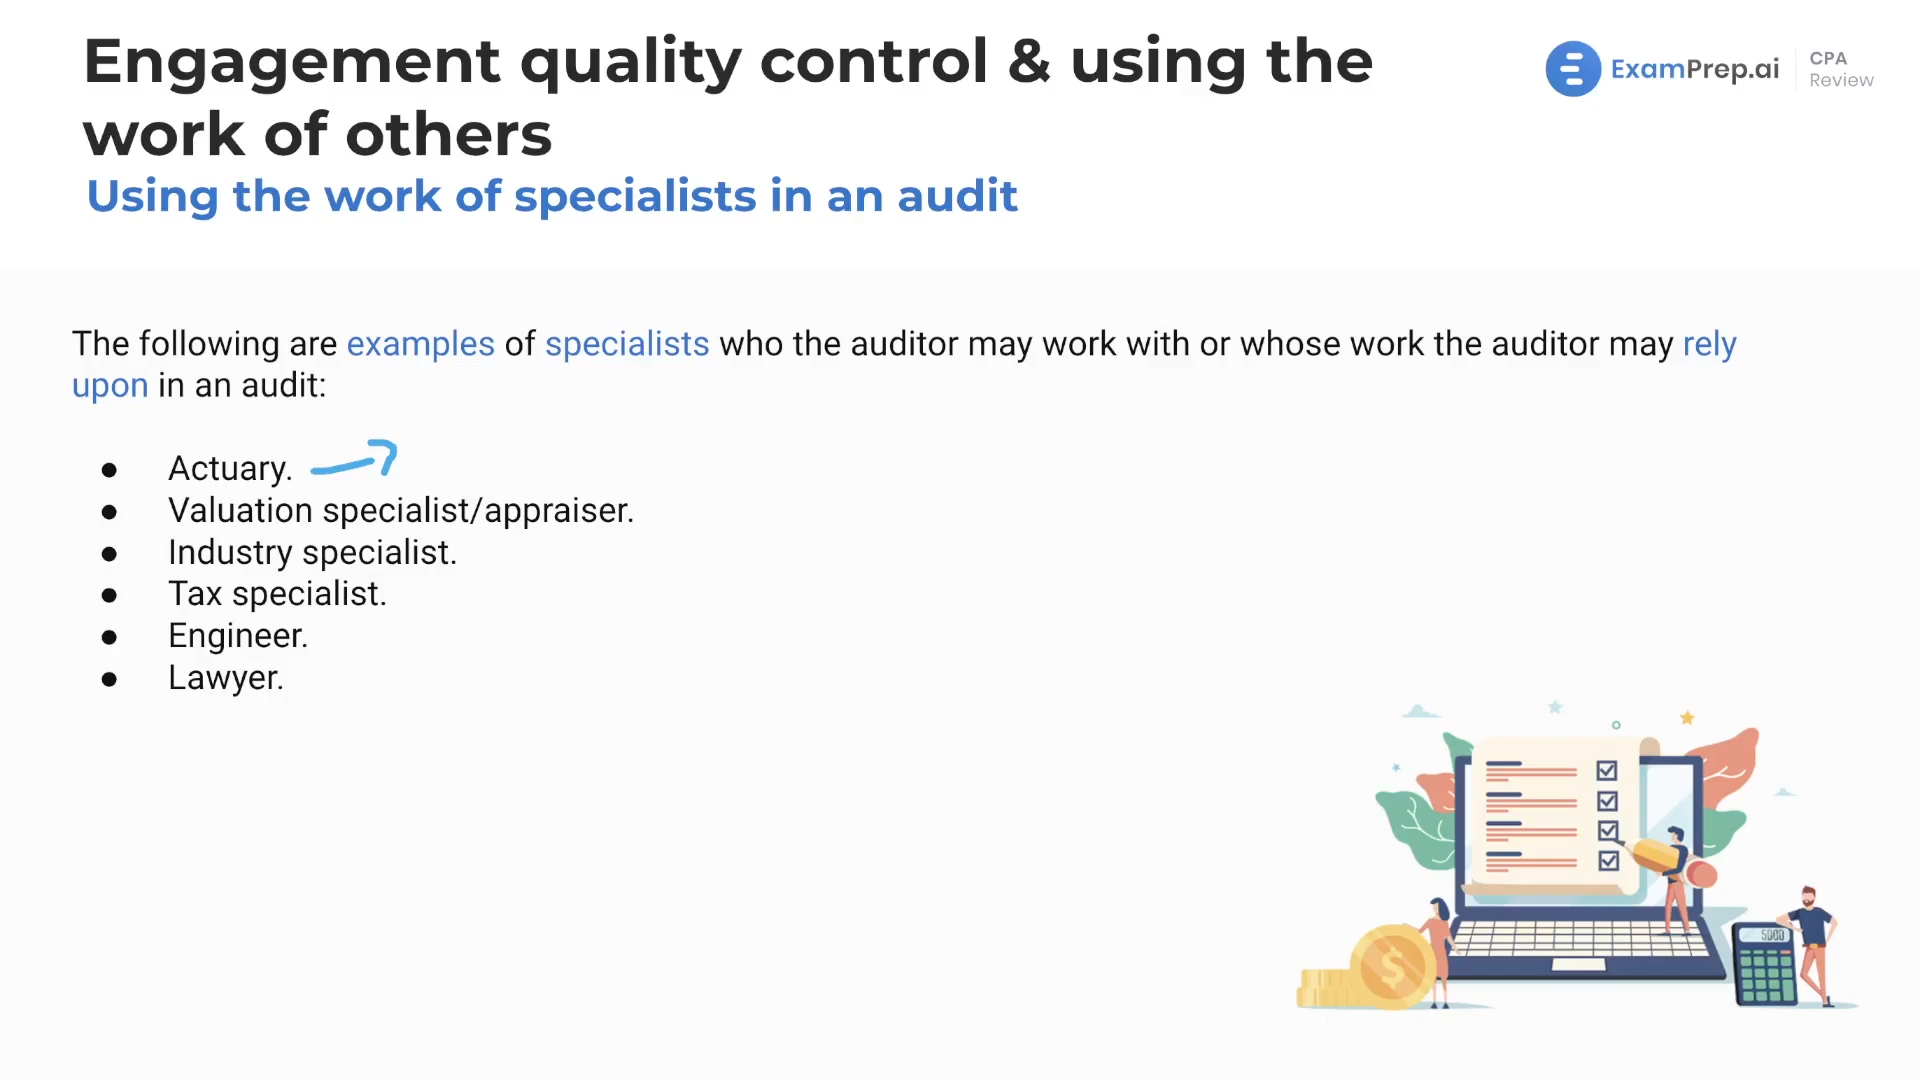 Engagement quality control & using the
work of others
Using the work of specialists in an audit
ExamPrep.ai
CPA
Review
The following are examples of specialists who the auditor may work with or whose work the auditor may rely
upon in an audit:
● Actuary.
● Valuation specialist/appraiser.
● Industry specialist.
● Tax specialist.
● Engineer.
● Lawyer.
$
5000